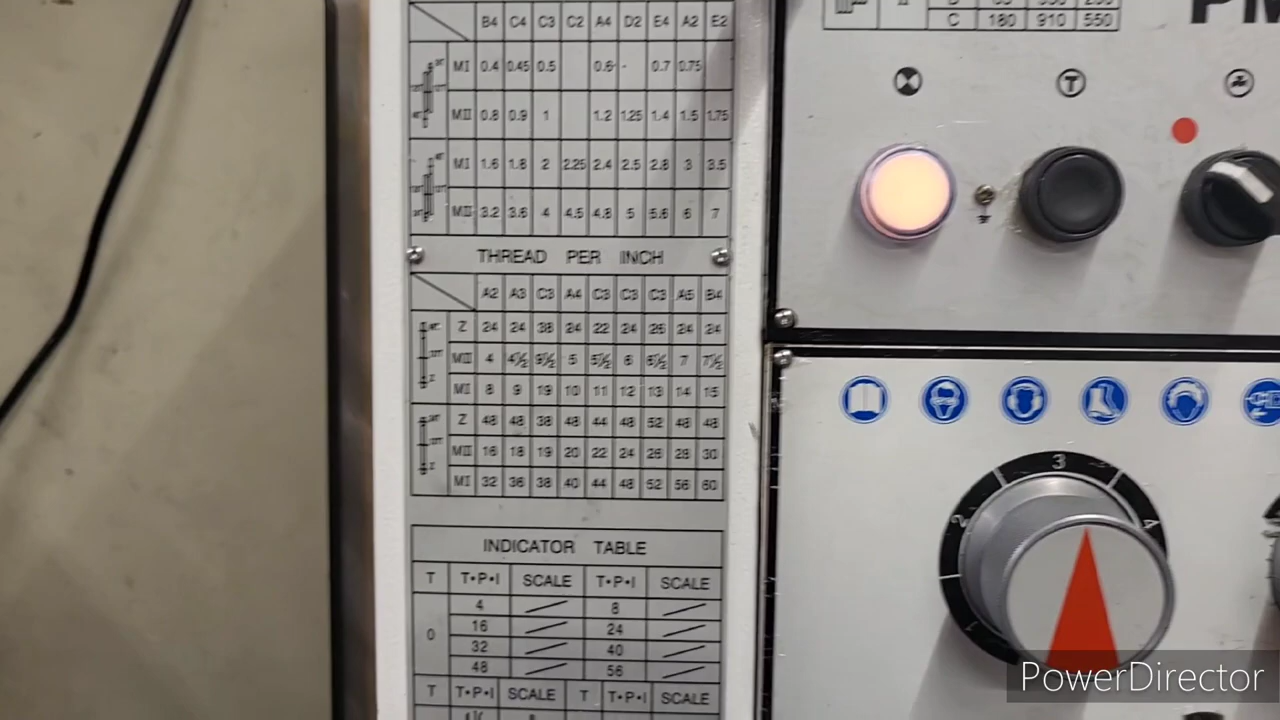 B4 C4 C3 C2 A4 D2 E4 A2 E2
MI 0.4 0.45 0.5 0.6 - 0.7 0.75
MII 0.8 0.9 1 1.2 1.25 1.4 1.5 1.75
MI 1.6 1.8 2 2.25 2.4 2.5 2.8 3 3.5
MII 3.2 3.6 4 4.5 4.8 5 5.6 6 7
THREAD PER INCH
A2 A3 C3 A4 C3 C3 C3 A5 B4
Z 24 24 38 24 22 24 26 24 24
MII 4 4½ 9½ 5 5½ 6 6½ 7 7½
MI 8 9 19 10 11 12 13 14 15
Z 48 48 38 48 44 48 52 48 48
MII 16 18 19 20 22 24 26 28 30
MI 32 36 38 40 44 48 52 56 60
INDICATOR TABLE
T T•P•I SCALE T•P•I SCALE
0
4 8
16 24
32 40
48 56
T T•P•I SCALE T T•P•I SCALE
C 180 910 550
PM
T
1 2 3 4
PowerDirector